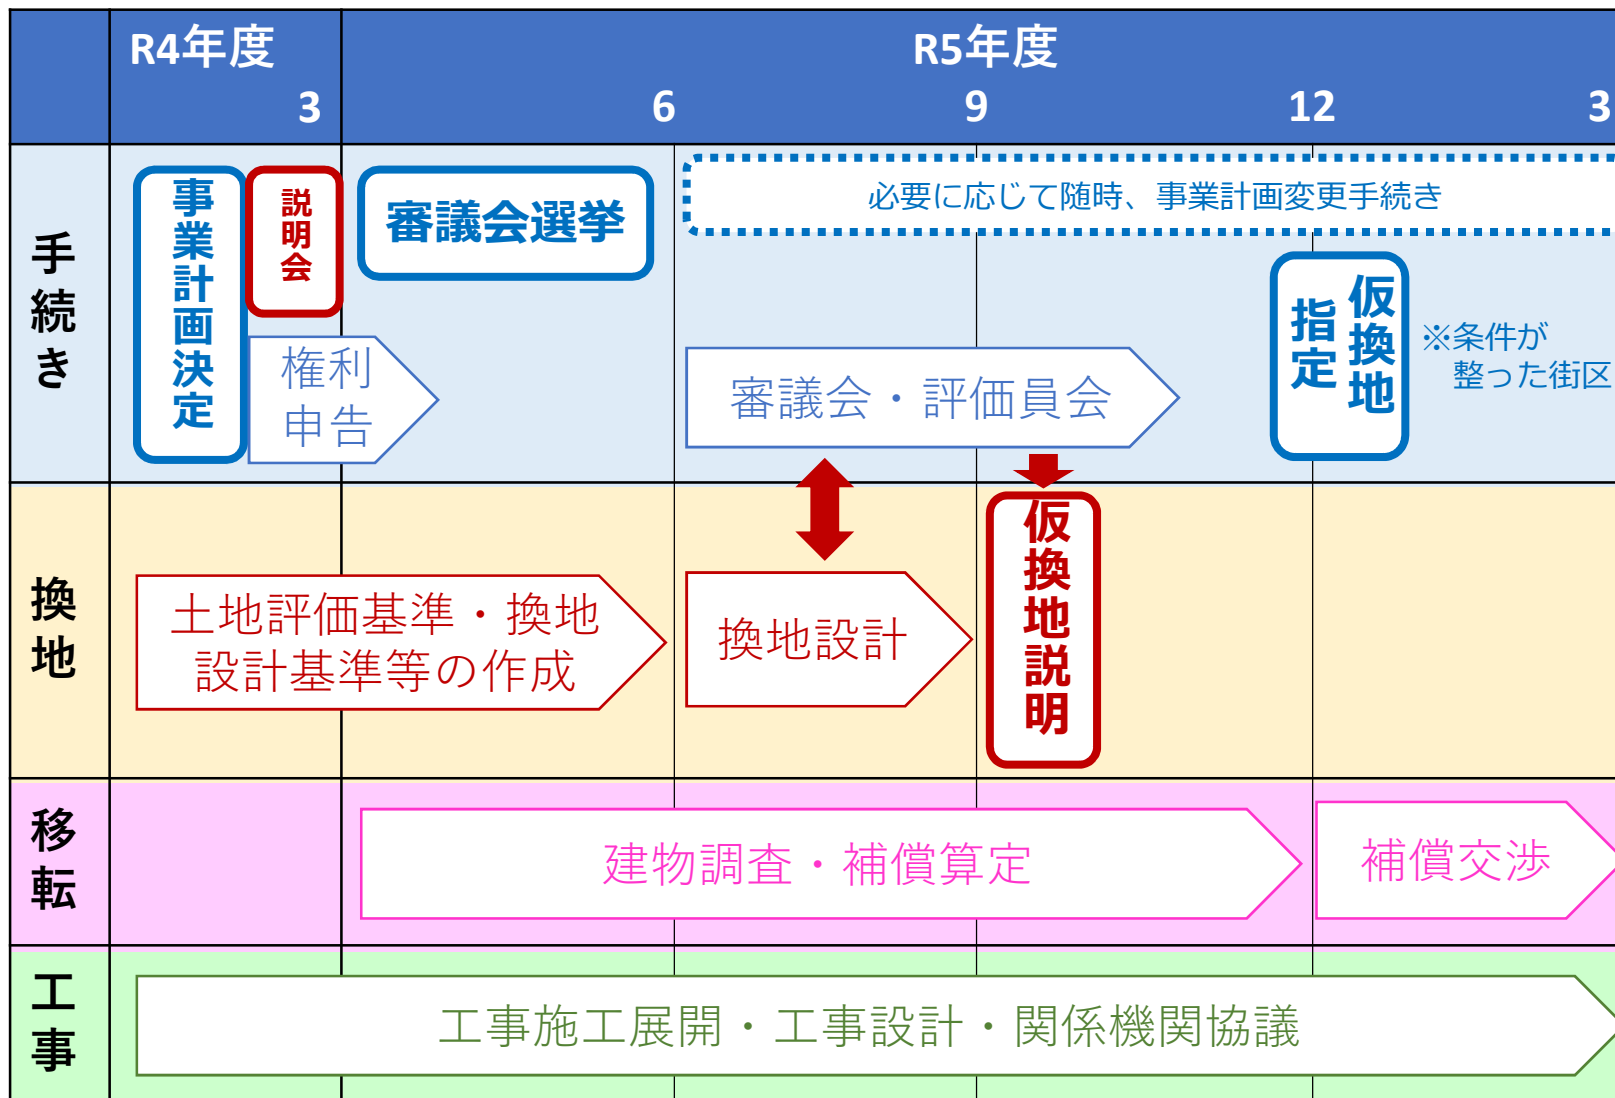 R4年度
R5年度
3
6
9
12
3
手続き
事業計画決定
説明会
審議会選挙
必要に応じて随時、事業計画変更手続き
権利
申告
審議会・評価員会
仮換地
指定
※条件が
整った街区
換地
土地評価基準・換地
設計基準等の作成
換地設計
仮換地説明
移転
建物調査・補償算定
補償交渉
工事
工事施工展開・工事設計・関係機関協議